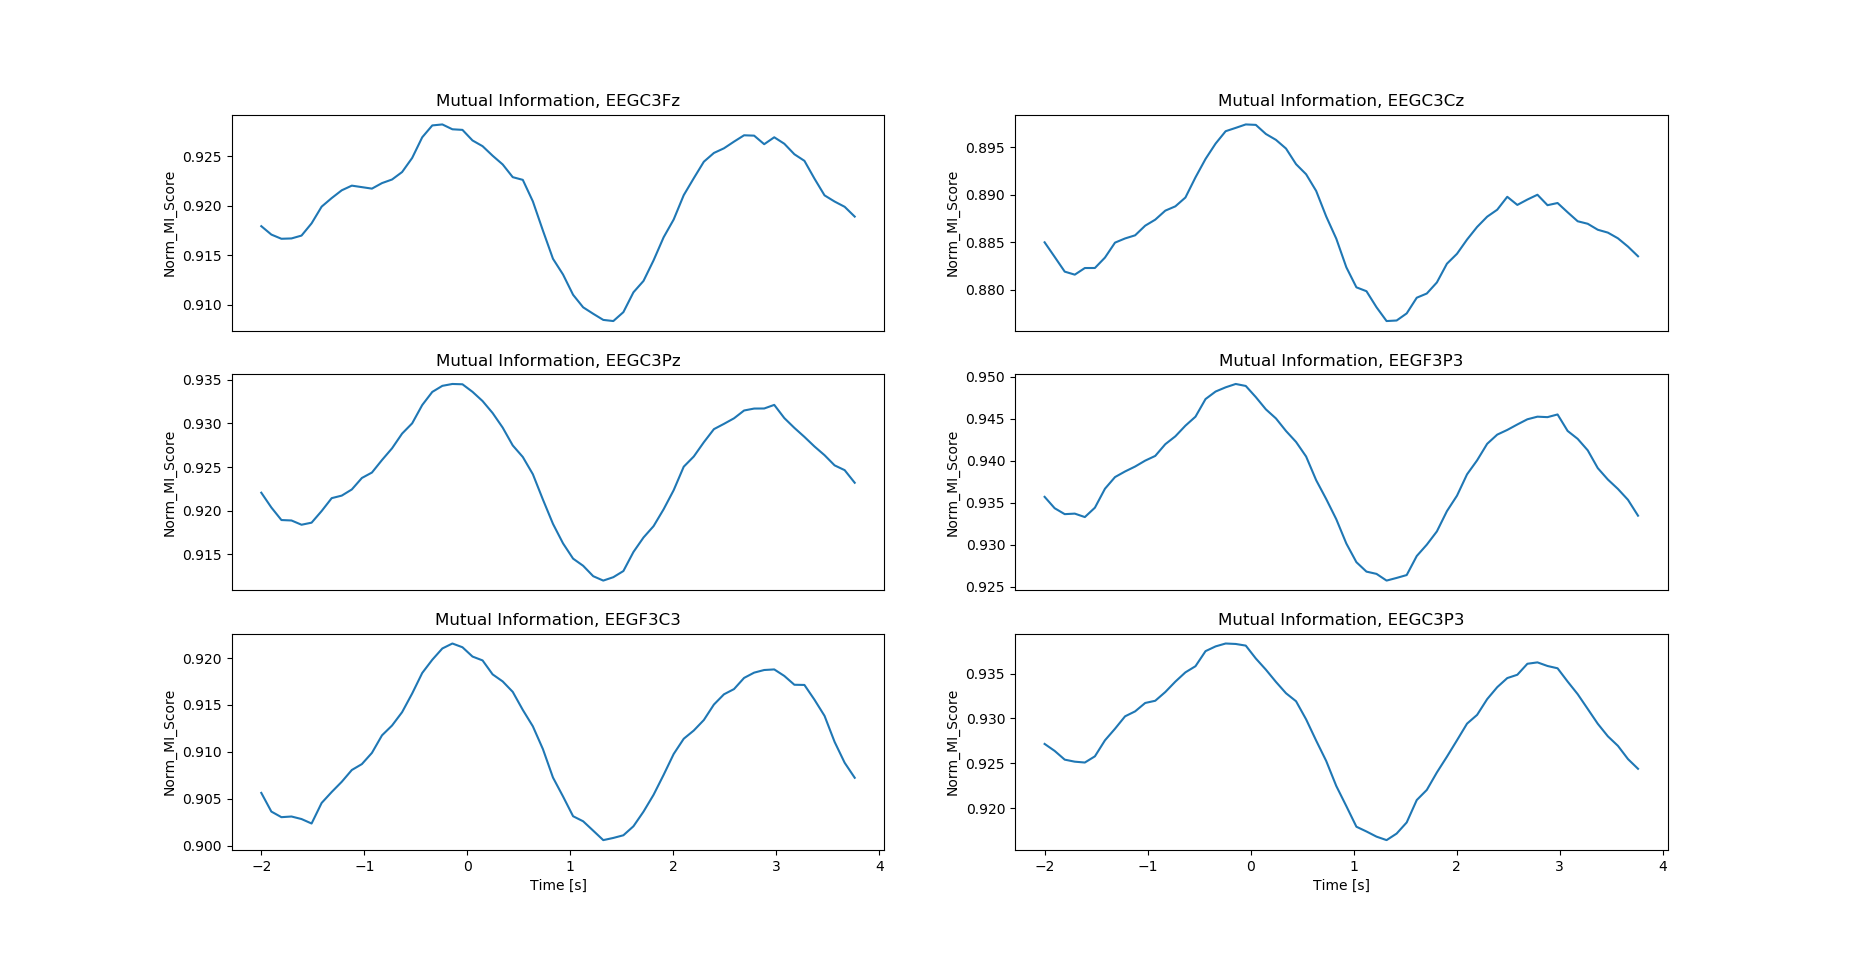 Mutual Information, EEGC3Fz
Norm_MI_Score
0.925
0.920
0.915
0.910
Mutual Information, EEGC3Cz
Norm_MI_Score
0.895
0.890
0.885
0.880
Mutual Information, EEGC3Pz
Norm_MI_Score
0.935
0.930
0.925
0.920
0.915
Mutual Information, EEGF3P3
Norm_MI_Score
0.950
0.945
0.940
0.935
0.930
0.925
Mutual Information, EEGF3C3
Norm_MI_Score
0.920
0.915
0.910
0.905
0.900
−2 −1 0 1 2 3 4
Time [s]
Mutual Information, EEGC3P3
Norm_MI_Score
0.935
0.930
0.925
0.920
−2 −1 0 1 2 3 4
Time [s]